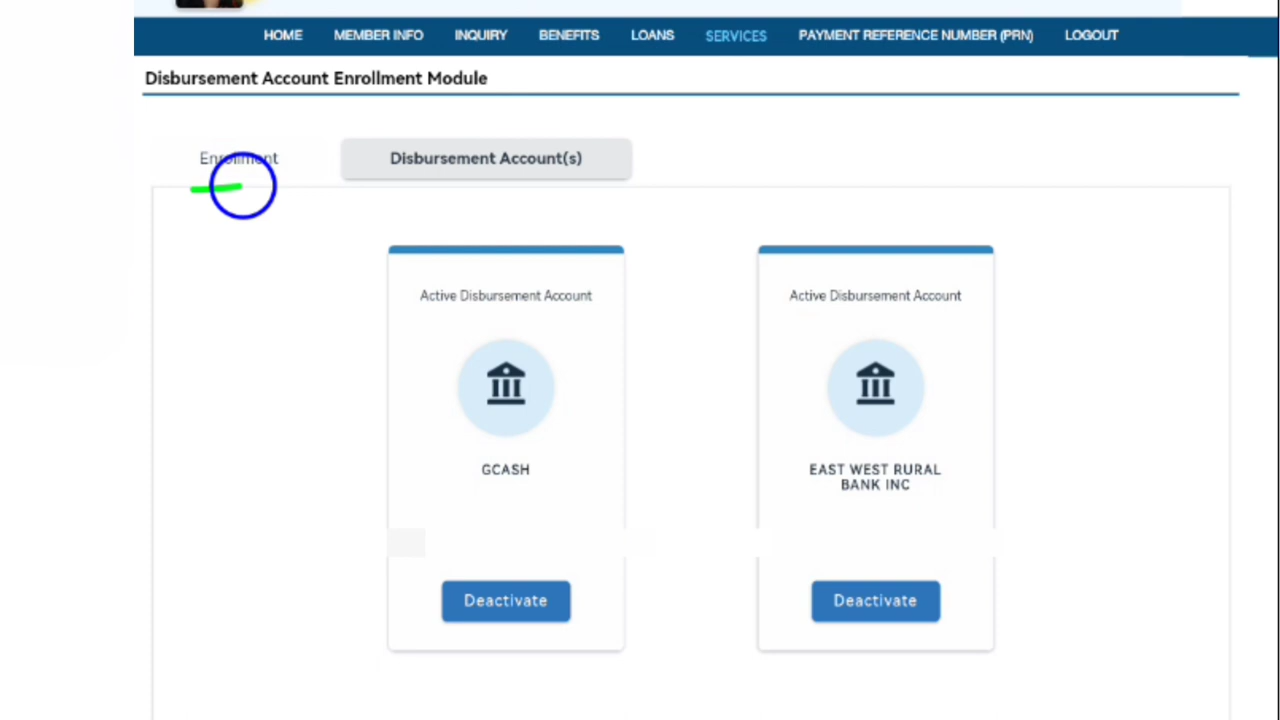 HOME MEMBER INFO INQUIRY BENEFITS LOANS SERVICES PAYMENT REFERENCE NUMBER (PRN) LOGOUT
Disbursement Account Enrollment Module
Enrollment Disbursement Account(s)
Active Disbursement Account
GCASH
Deactivate
Active Disbursement Account
EAST WEST RURAL
BANK INC
Deactivate